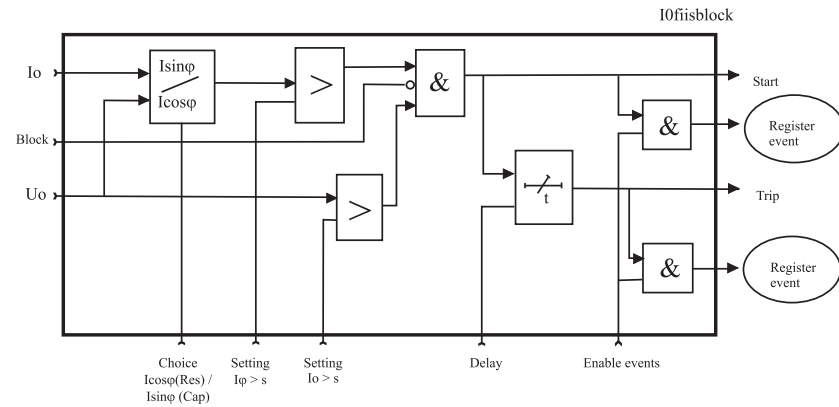 I0fiisblock
Io
Isinφ
Icosφ
>
&
Start
Block
&
Register
event
Uo
>
t
Trip
&
Register
event
Choice
Icosφ(Res) /
Isinφ (Cap)
Setting
Iφ > s
Setting
Io > s
Delay
Enable events